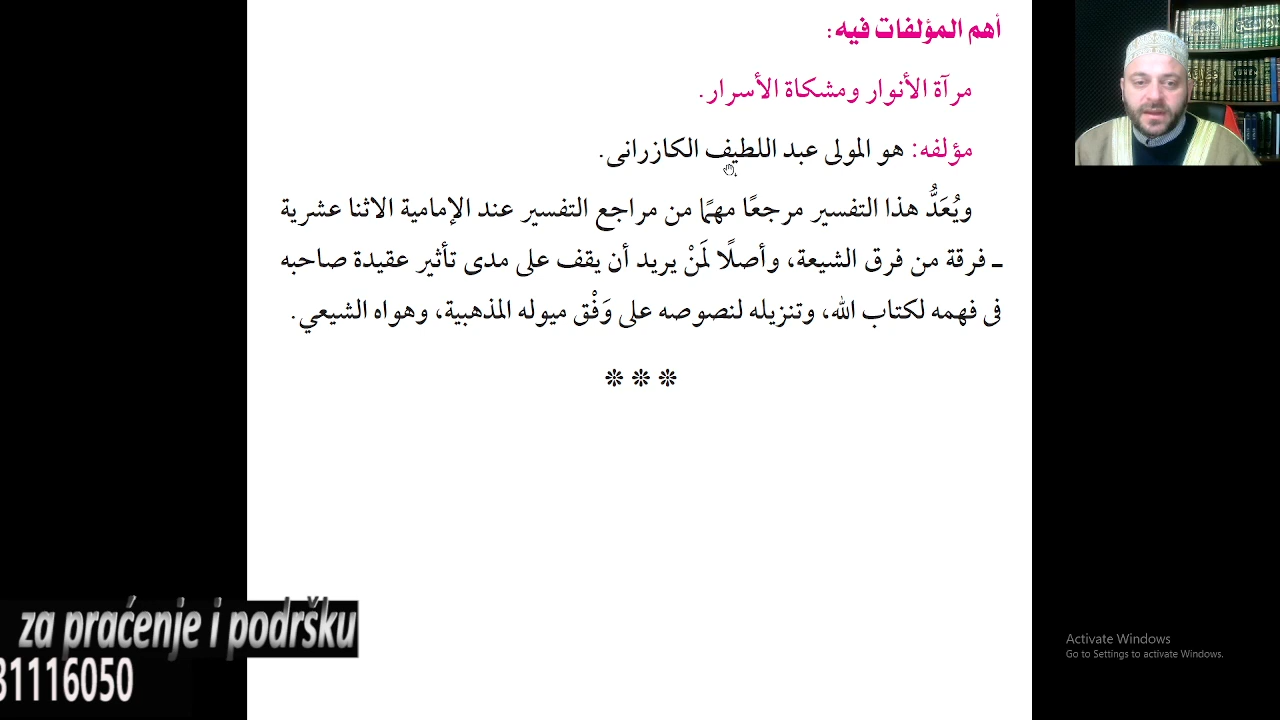 أهم المؤلفات فيه:
مرآة الأنوار ومشكاة الأسرار.
مؤلفه: هو المولى عبد اللطيف الكازرانى.
ويُعَدُّ هذا التفسير مرجعًا مهمًا من مراجع التفسير عند الإمامية الاثنا عشرية
ـ فرقة من فرق الشيعة، وأصلًا لمَنْ يريد أن يقف على مدى تأثير عقيدة صاحبه
فى فهمه لكتاب الله، وتنزيله لنصوصه على وَفْق ميوله المذهبية، وهواه الشيعي.
* * *
za praćenje i podršku
31116050
Activate Windows
Go to Settings to activate Windows.